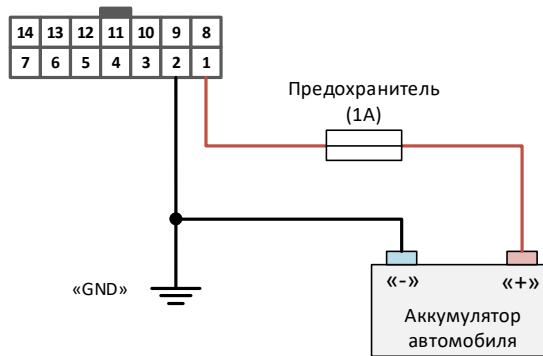 14 13 12 11 10 9 8
7 6 5 4 3 2 1
Предохранитель
(1А)
«GND»
«-» «+»
Аккумулятор
автомобиля